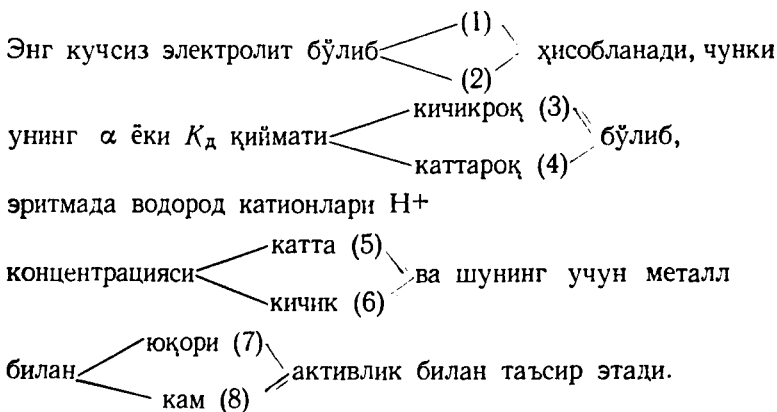 (1)
Энг кучсиз электролит бўлиб ҳисобланади, чунки
(2)
кичикроқ (3)
унинг α ёки Kд қиймати бўлиб,
каттароқ (4)
эритмада водород катионлари Н+
катта (5)
концентрацияси ва шунинг учун металл
кичик (6)
юқори (7)
билан активлик билан таъсир этади.
кам (8)